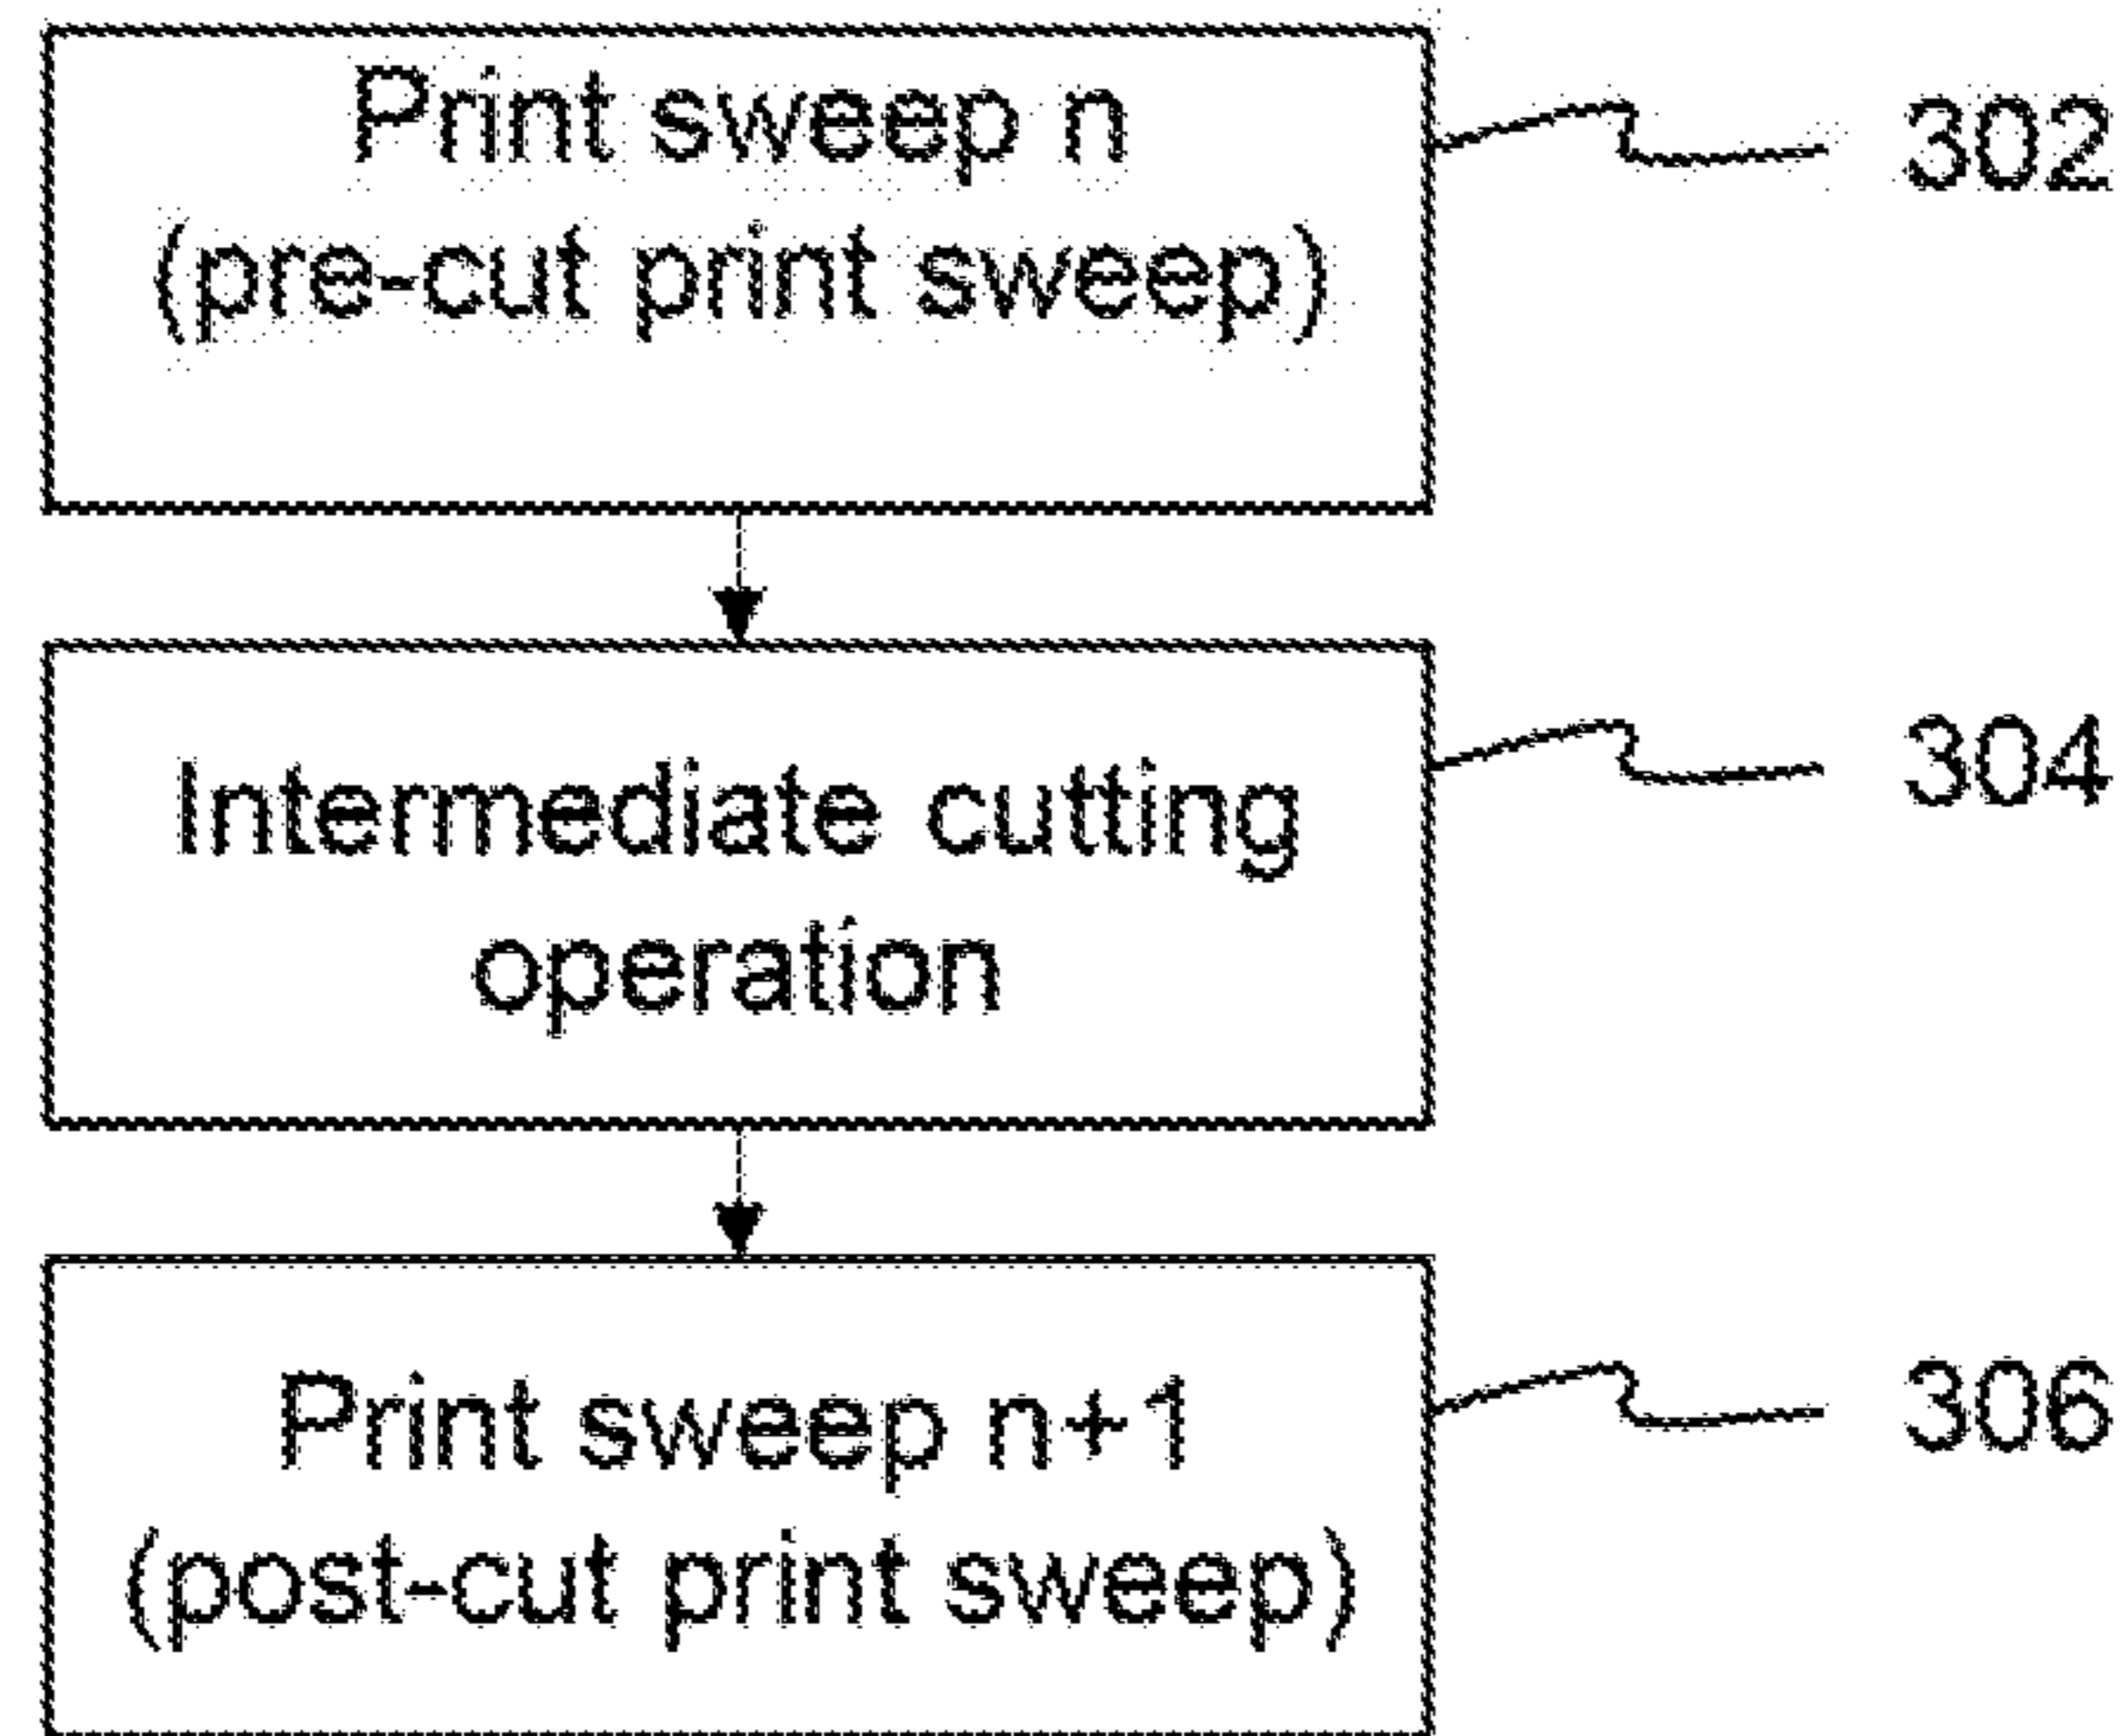 Print sweep n
(pre-cut print sweep)
302
Intermediate cutting
operation
304
Print sweep n+1
(post-cut print sweep)
306